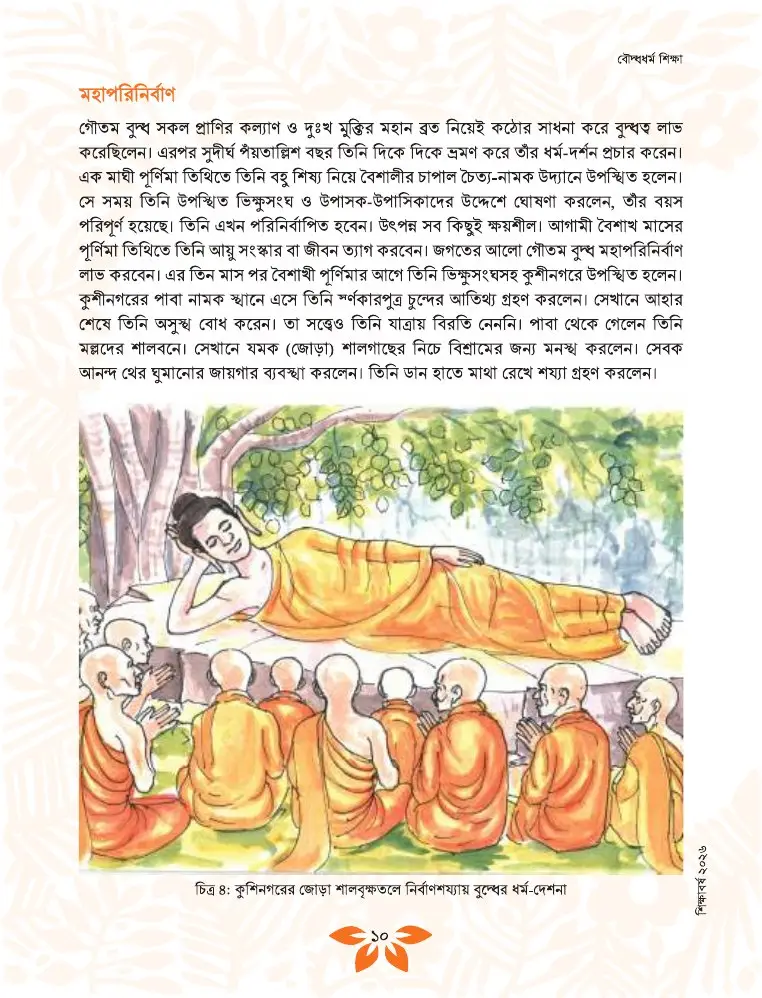 বৌদ্ধধর্ম শিক্ষা
মহাপরিনির্বাণ
গৌতম বুদ্ধ সকল প্রাণির কল্যাণ ও দুঃখ মুক্তির মহান ব্রত নিয়েই কঠোর সাধনা করে বুদ্ধত্ব লাভ
করেছিলেন। এরপর সুদীর্ঘ পঁয়তাল্লিশ বছর তিনি দিকে দিকে ভ্রমণ করে তাঁর ধর্ম-দর্শন প্রচার করেন।
এক মাঘী পূর্ণিমা তিথিতে তিনি বহু শিষ্য নিয়ে বৈশালীর চাপাল চৈত্য-নামক উদ্যানে উপস্থিত হলেন।
সে সময় তিনি উপস্থিত ভিক্ষুসংঘ ও উপাসক-উপাসিকাদের উদ্দেশে ঘোষণা করলেন, তাঁর বয়স
পরিপূর্ণ হয়েছে। তিনি এখন পরিনির্বাপিত হবেন। উৎপন্ন সব কিছুই ক্ষয়শীল। আগামী বৈশাখ মাসের
পূর্ণিমা তিথিতে তিনি আয়ু সংস্কার বা জীবন ত্যাগ করবেন। জগতের আলো গৌতম বুদ্ধ মহাপরিনির্বাণ
লাভ করবেন। এর তিন মাস পর বৈশাখী পূর্ণিমার আগে তিনি ভিক্ষুসংঘসহ কুশীনগরে উপস্থিত হলেন।
কুশীনগরের পাবা নামক স্থানে এসে তিনি স্বর্ণকারপুত্র চুন্দের আতিথ্য গ্রহণ করলেন। সেখানে আহার
শেষে তিনি অসুস্থ বোধ করেন। তা সত্ত্বেও তিনি যাত্রায় বিরতি নেননি। পাবা থেকে গেলেন তিনি
মল্লদের শালবনে। সেখানে যমক (জোড়া) শালগাছের নিচে বিশ্রামের জন্য মনস্থ করলেন। সেবক
আনন্দ থের ঘুমানোর জায়গার ব্যবস্থা করলেন। তিনি ডান হাতে মাথা রেখে শয্যা গ্রহণ করলেন।
চিত্র ৪: কুশিনগরের জোড়া শালবৃক্ষতলে নির্বাণশয্যায় বুদ্ধের ধর্ম-দেশনা
শিক্ষাবর্ষ ২০২৬
১০